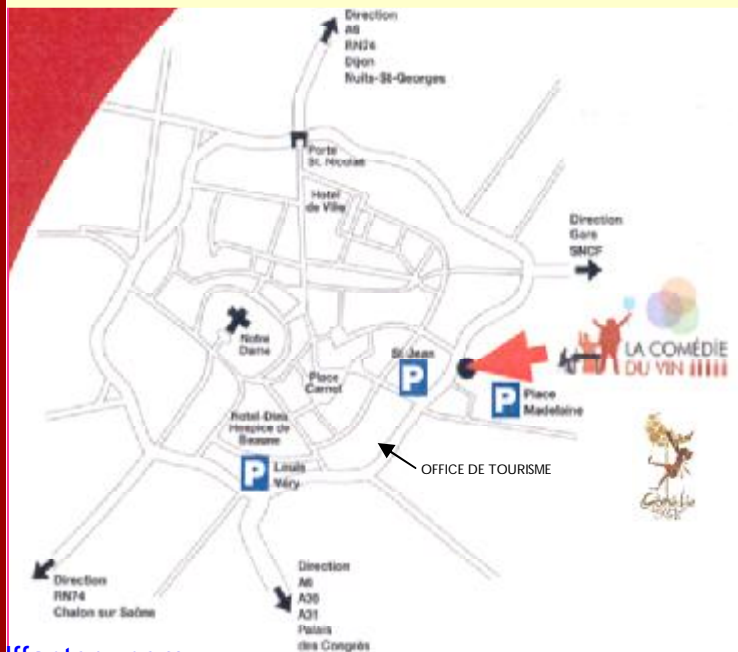 Direction
A6
RN74
Dijon
Nuits-St-Georges
Porte
St. Nicolas
Hotel
de Ville
Direction
Gare
SNCF
Notre
Dame
St Jean
P
LA COMÉDIE
DU VIN
Place
Carnot
P
Place
Madelaine
Hotel-Dieu
Hospice de
Beaune
P
Louis
Véry
OFFICE DE TOURISME
Comédie
Direction
RN74
Chalon sur Saône
Direction
A6
A36
A31
Palais
des Congrès